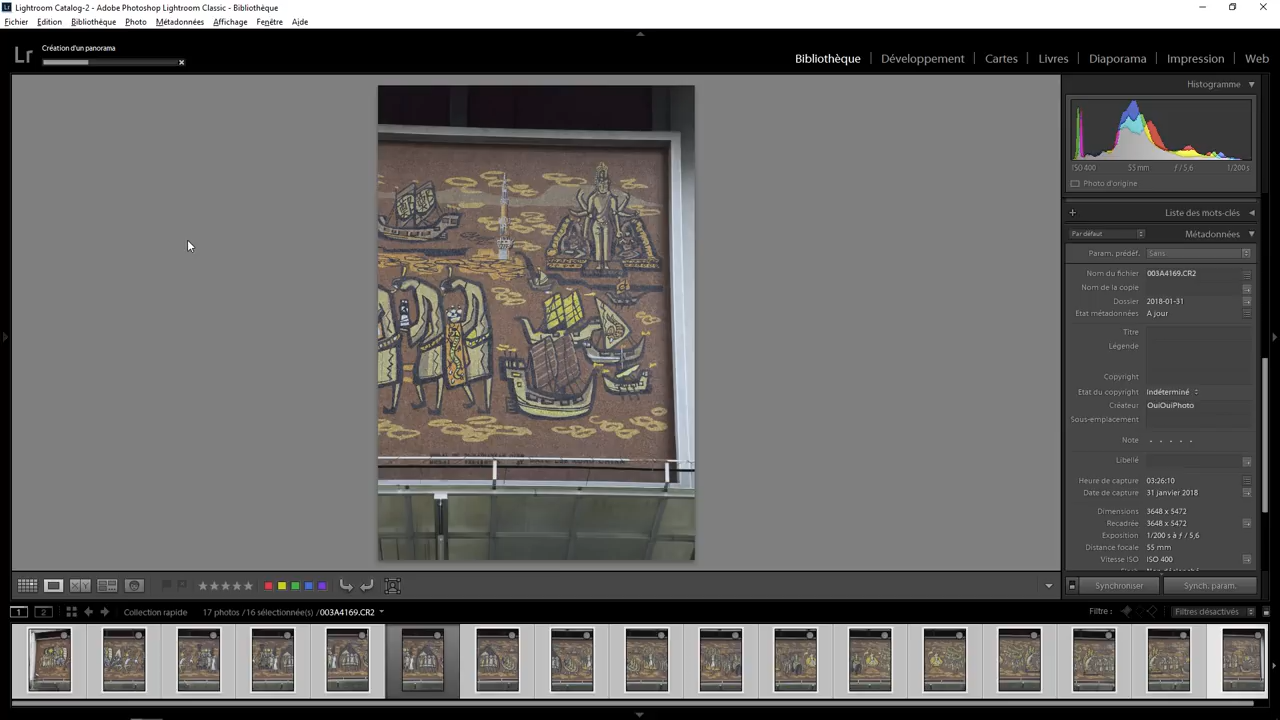 Lightroom Catalog-2 - Adobe Photoshop Lightroom Classic - Bibliothèque
Fichier Edition Bibliothèque Photo Métadonnées Affichage Fenêtre Aide
Lr Création d'un panorama
Bibliothèque Développement Cartes Livres Diaporama Impression Web
Histogramme
ISO 400 55 mm ƒ / 5,6 1/200 s
Photo d'origine
Liste des mots-clés
Par défaut Métadonnées
Param. prédéf. Sans
Nom du fichier 003A4169.CR2
Nom de la copie
Dossier 2018-01-31
Etat métadonnées A jour
Titre
Légende
Copyright
Etat du copyright Indéterminé
Créateur OuiOuiPhoto
Sous-emplacement
Note
Libellé
Heure de capture 03:26:10
Date de capture 31 janvier 2018
Dimensions 3648 x 5472
Recadrée 3648 x 5472
Exposition 1/200 s à ƒ / 5,6
Distance focale 55 mm
Vitesse ISO ISO 400
XY
Synchroniser Synch. param.
1 2 Collection rapide 17 photos /16 sélectionnée(s) /003A4169.CR2 Filtre : Filtres désactivés